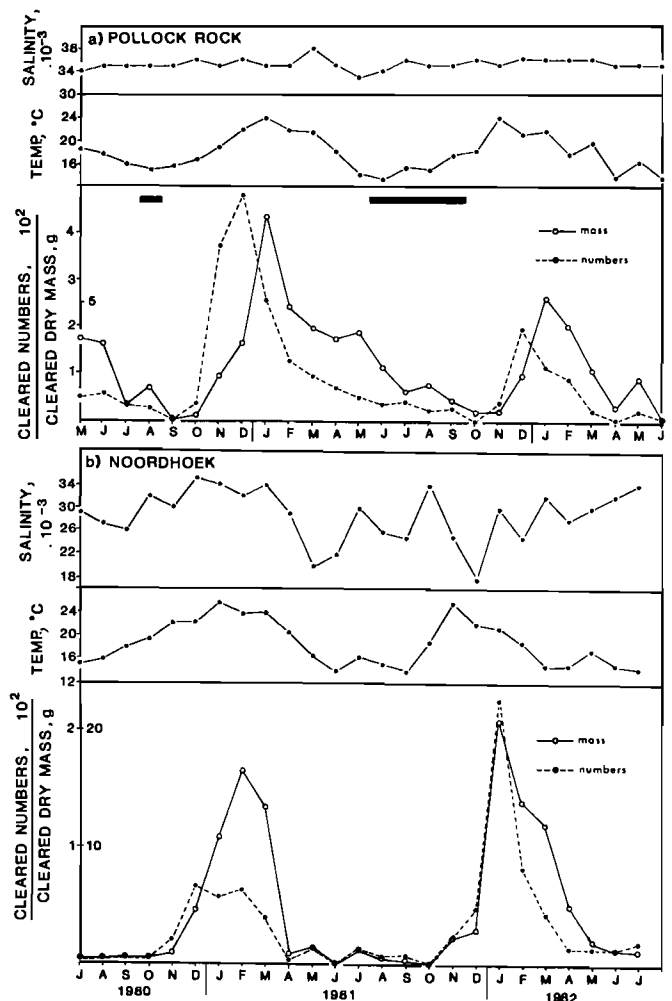 a) POLLOCK ROCK
SALINITY, .10⁻³
38
34
30
TEMP, °C
24
20
16
CLEARED NUMBERS, 10²
CLEARED DRY MASS, g
4
3
5
2
1
mass
numbers
M J J A S O N D J F M A M J J A S O N D J F M A M J
b) NOORDHOEK
SALINITY, .10⁻³
34
30
26
22
18
TEMP, °C
24
20
16
12
CLEARED NUMBERS, 10²
CLEARED DRY MASS, g
2 20
1 10
mass
numbers
J A S O N D J F M A M J J A S O N D J F M A M J J
1980 1981 1982